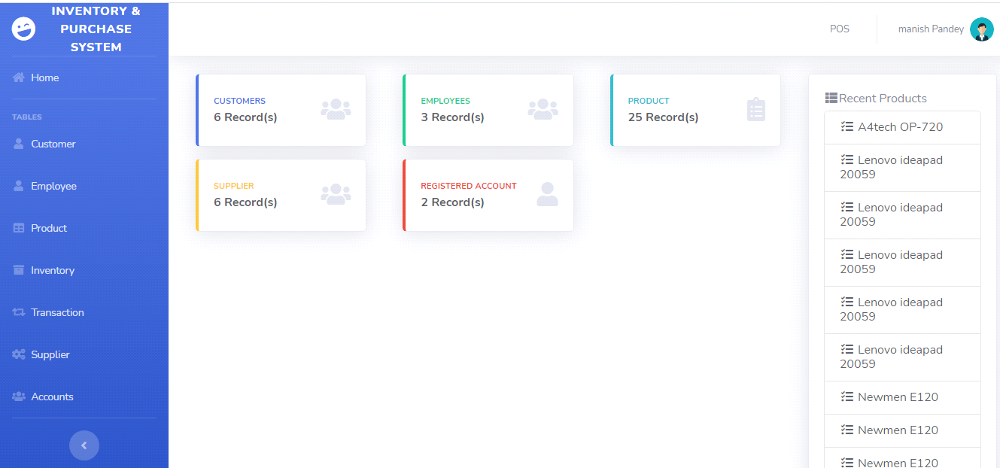 INVENTORY &
PURCHASE
SYSTEM
Home
TABLES
Customer
Employee
Product
Inventory
Transaction
Supplier
Accounts
POS
manish Pandey
CUSTOMERS
6 Record(s)
EMPLOYEES
3 Record(s)
PRODUCT
25 Record(s)
SUPPLIER
6 Record(s)
REGISTERED ACCOUNT
2 Record(s)
Recent Products
A4tech OP-720
Lenovo ideapad
20059
Lenovo ideapad
20059
Lenovo ideapad
20059
Lenovo ideapad
20059
Lenovo ideapad
20059
Newmen E120
Newmen E120
Newmen E120